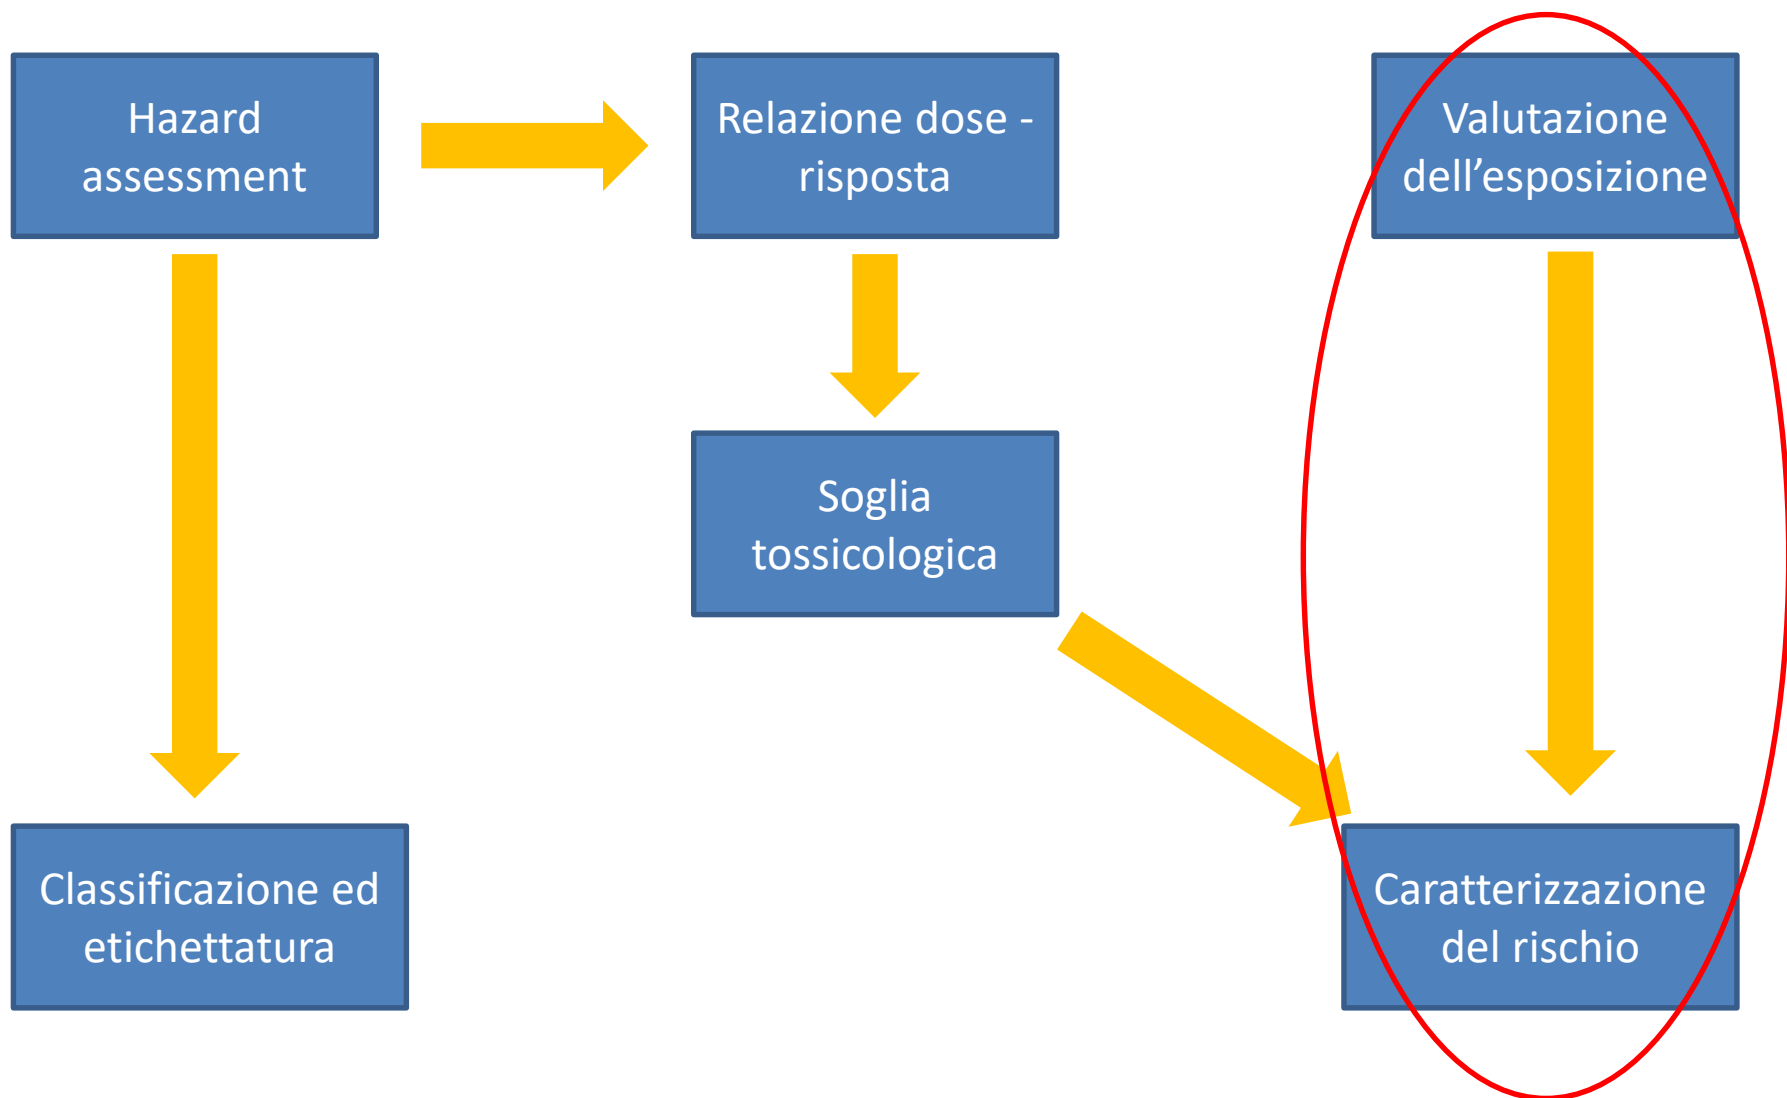 Hazard
assessment
Relazione dose -
risposta
Valutazione
dell’esposizione
Soglia
tossicologica
Classificazione ed
etichettatura
Caratterizzazione
del rischio